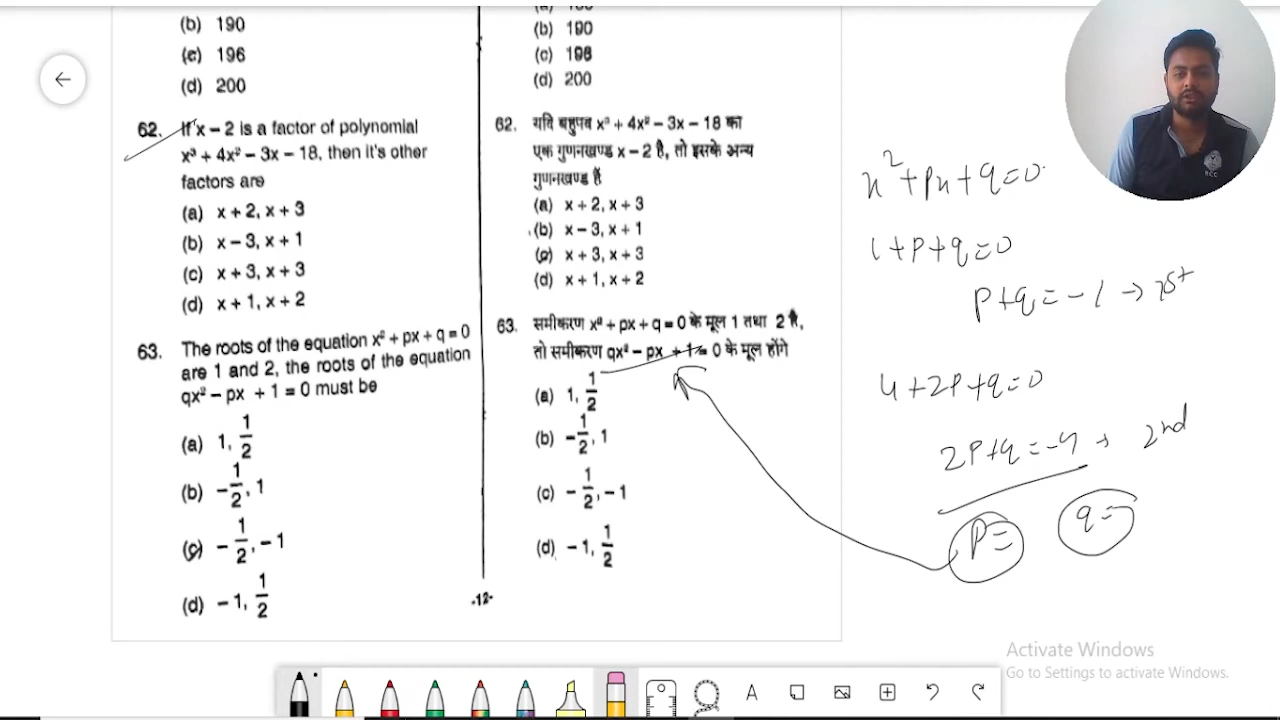 (b) 190
(c) 196
(d) 200
62. If x – 2 is a factor of polynomial
x³ + 4x² – 3x – 18, then it's other
factors are
(a) x + 2, x + 3
(b) x – 3, x + 1
(c) x + 3, x + 3
(d) x + 1, x + 2
63. The roots of the equation x² + px + q = 0
are 1 and 2, the roots of the equation
qx² – px + 1 = 0 must be
(a) 1, 1/2
(b) – 1/2, 1
(c) – 1/2, – 1
(d) – 1, 1/2
(b) 190
(c) 196
(d) 200
62. यदि बहुपद x³ + 4x² – 3x – 18 का
एक गुणनखण्ड x – 2 है, तो इसके अन्य
गुणनखण्ड हैं
(a) x + 2, x + 3
(b) x – 3, x + 1
(c) x + 3, x + 3
(d) x + 1, x + 2
63. समीकरण x² + px + q = 0 के मूल 1 तथा 2 है,
तो समीकरण qx² – px + 1 = 0 के मूल होंगे
(a) 1, 1/2
(b) – 1/2, 1
(c) – 1/2, – 1
(d) – 1, 1/2
-12-
x² + px + q = 0
1 + p + q = 0
p + q = -1 → 1st
4 + 2p + q = 0
2p + q = -4 → 2nd
p =
q =
Activate Windows
Go to Settings to activate Windows.